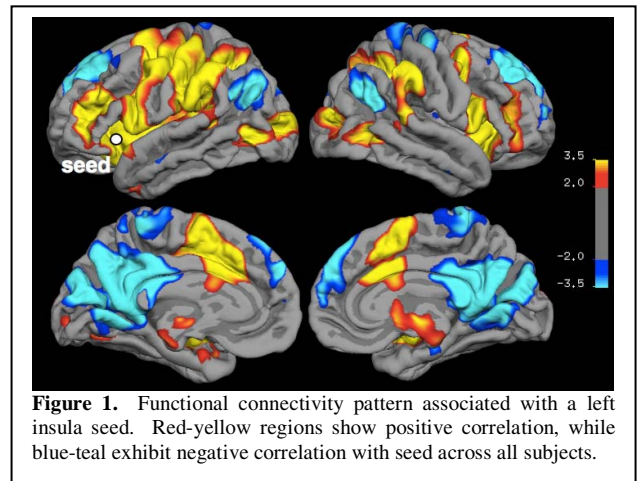 seed
3.5
2.0
-2.0
-3.5
Figure 1. Functional connectivity pattern associated with a left
insula seed. Red-yellow regions show positive correlation, while
blue-teal exhibit negative correlation with seed across all subjects.